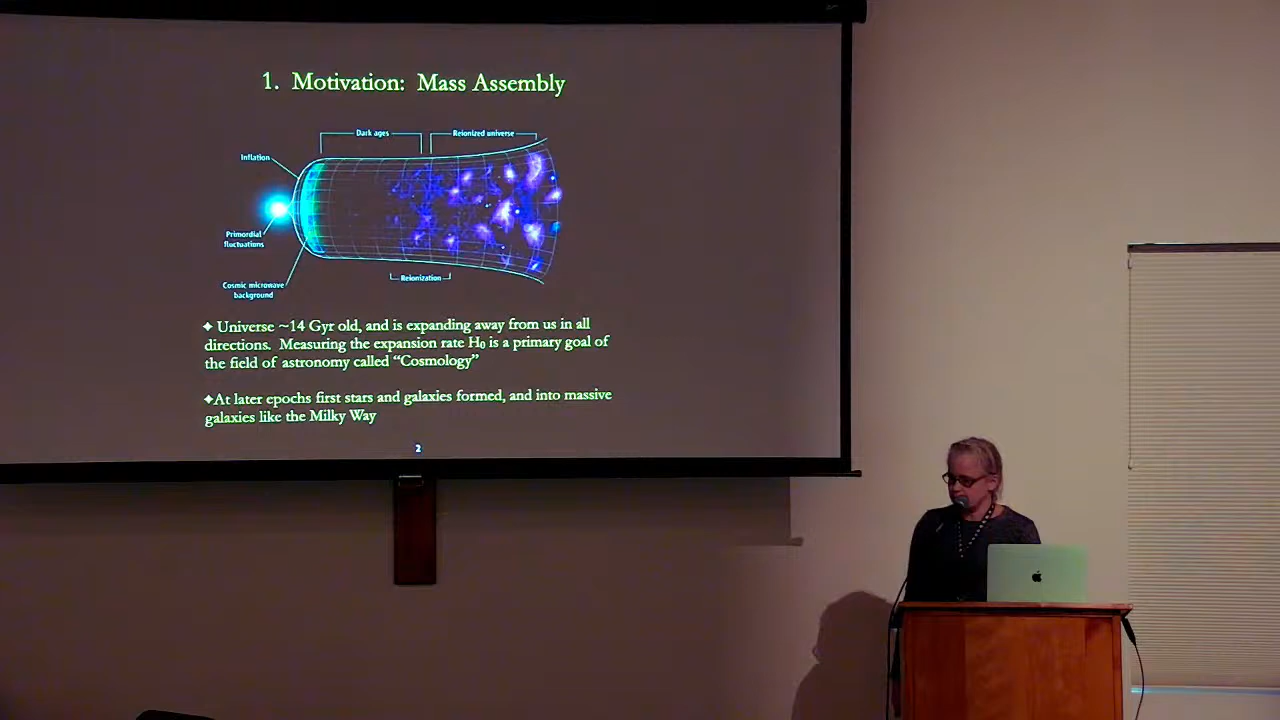 1. Motivation: Mass Assembly
Dark ages
Reionized universe
Inflation
Primordial
fluctuations
Reionization
Cosmic microwave
background
✦ Universe ~14 Gyr old, and is expanding away from us in all
directions. Measuring the expansion rate H₀ is a primary goal of
the field of astronomy called “Cosmology”
✦At later epochs first stars and galaxies formed, and into massive
galaxies like the Milky Way
2